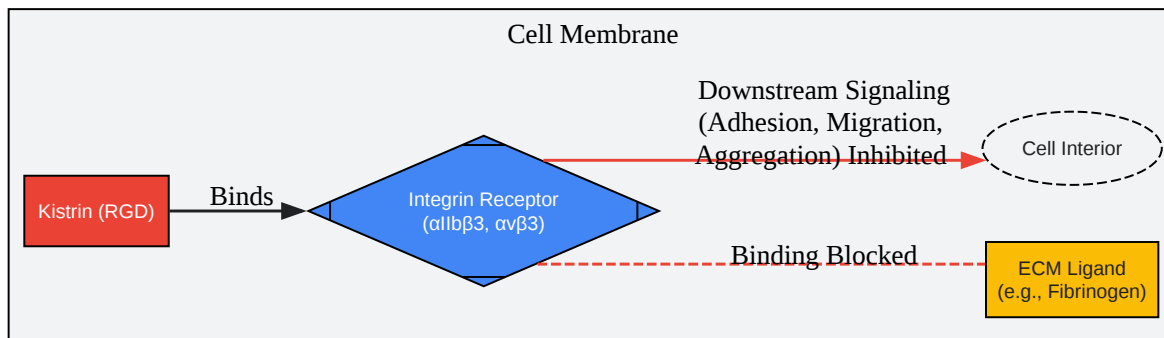 Cell Membrane
Downstream Signaling
(Adhesion, Migration,
Aggregation) Inhibited
Cell Interior
Kistrin (RGD)
Binds
Integrin Receptor
(αIIbβ3, αvβ3)
Binding Blocked
ECM Ligand
(e.g., Fibrinogen)